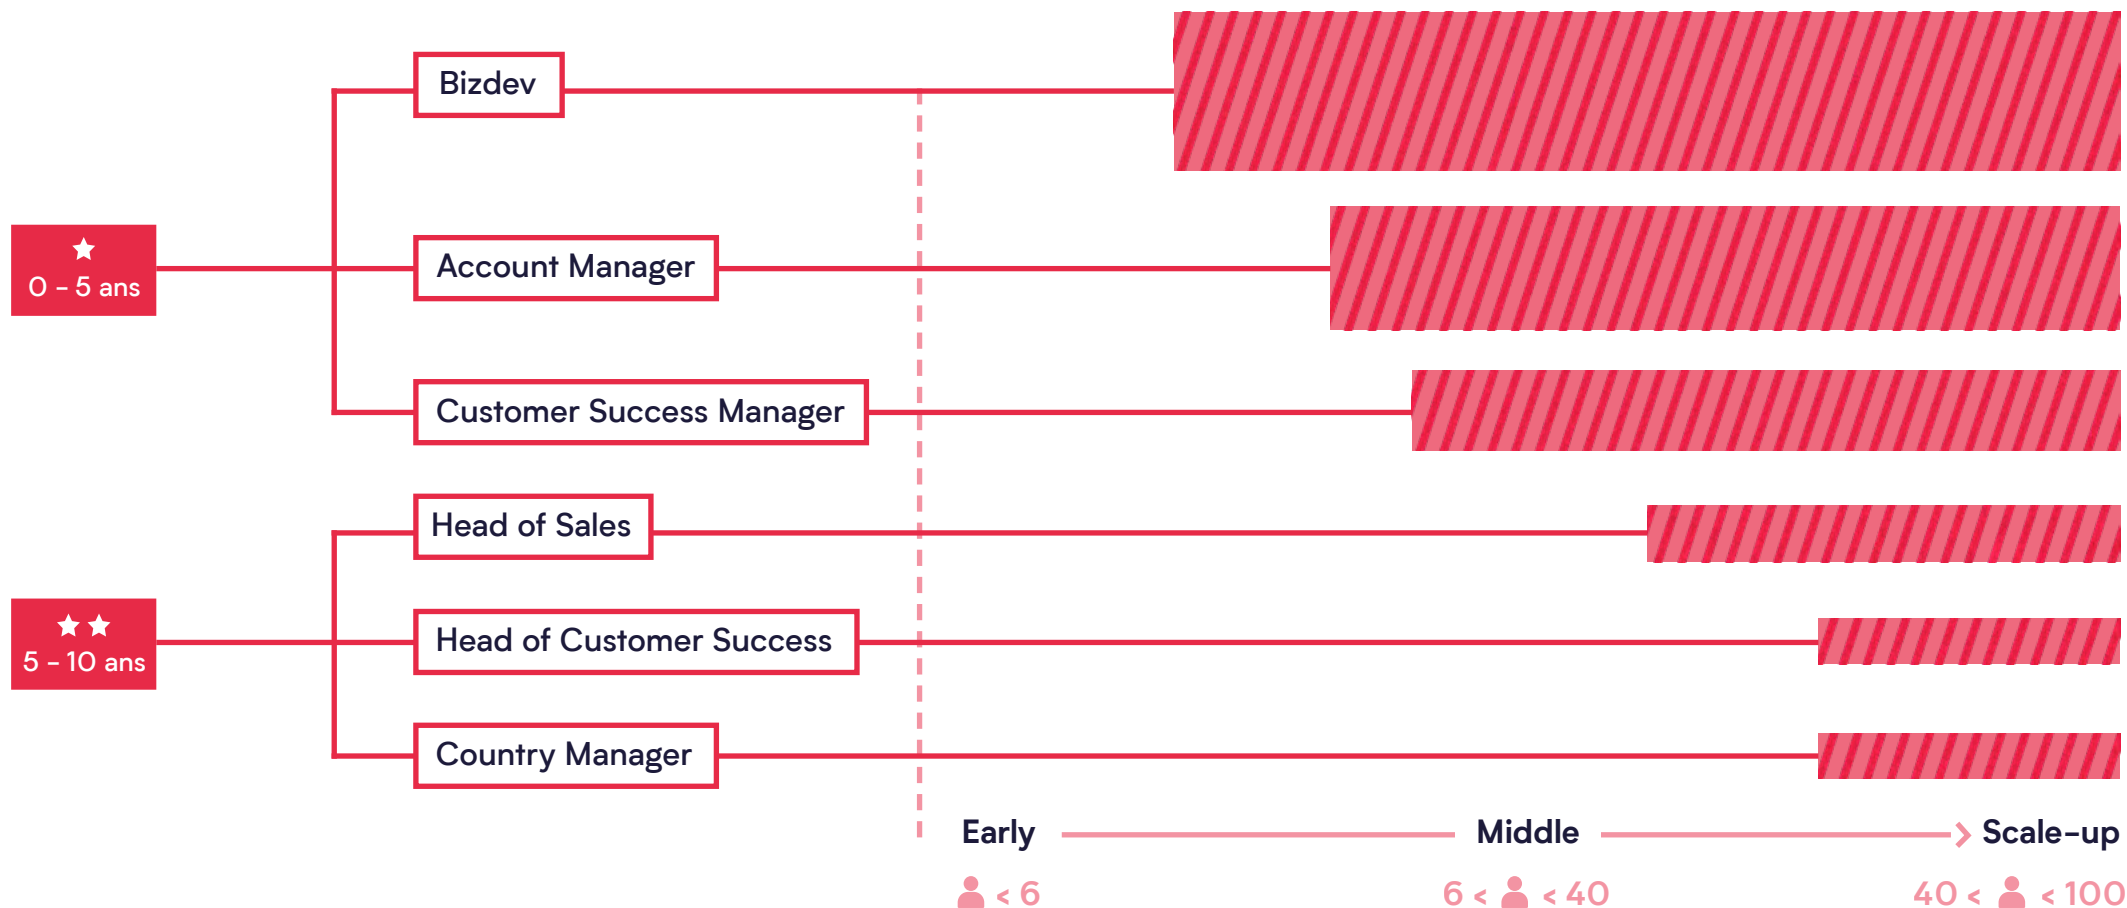 Bizdev
0 - 5 ans
Account Manager
Customer Success Manager
Head of Sales
5 - 10 ans
Head of Customer Success
Country Manager
Early Middle Scale-up
< 6 6 < < 40 40 < < 100